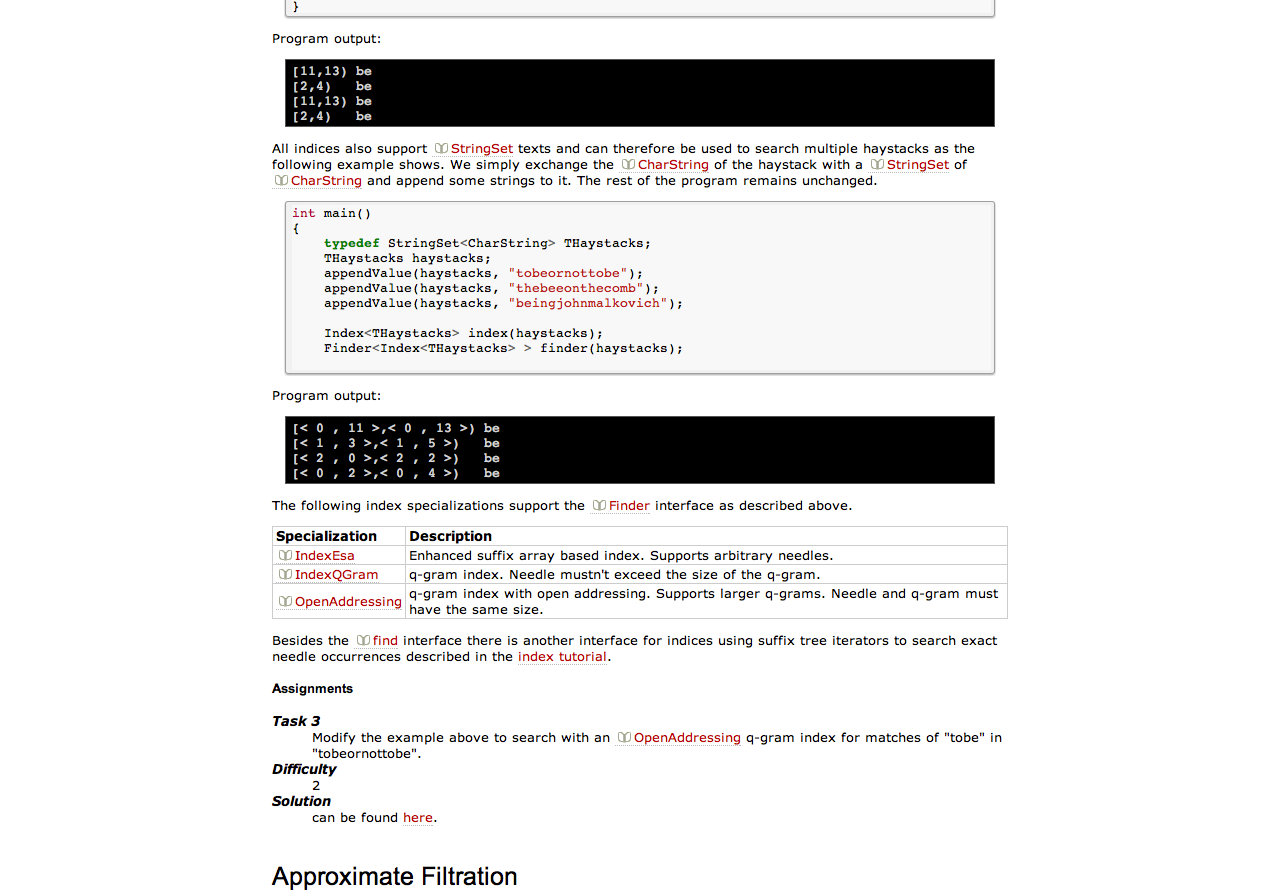 }
Program output:
[11,13) be
[2,4)   be
[11,13) be
[2,4)   be
All indices also support StringSet texts and can therefore be used to search multiple haystacks as the
following example shows. We simply exchange the CharString of the haystack with a StringSet of
CharString and append some strings to it. The rest of the program remains unchanged.
int main()
{
    typedef StringSet<CharString> THaystacks;
    THaystacks haystacks;
    appendValue(haystacks, "tobeornottobe");
    appendValue(haystacks, "thebeeonthecomb");
    appendValue(haystacks, "beingjohnmalkovich");
    Index<THaystacks> index(haystacks);
    Finder<Index<THaystacks> > finder(haystacks);
Program output:
[< 0 , 11 >,< 0 , 13 >) be
[< 1 , 3 >,< 1 , 5 >)   be
[< 2 , 0 >,< 2 , 2 >)   be
[< 0 , 2 >,< 0 , 4 >)   be
The following index specializations support the Finder interface as described above.
Specialization Description
IndexEsa Enhanced suffix array based index. Supports arbitrary needles.
IndexQGram q-gram index. Needle mustn't exceed the size of the q-gram.
OpenAddressing q-gram index with open addressing. Supports larger q-grams. Needle and q-gram must
have the same size.
Besides the find interface there is another interface for indices using suffix tree iterators to search exact
needle occurrences described in the index tutorial.
Assignments
Task 3
Modify the example above to search with an OpenAddressing q-gram index for matches of "tobe" in
"tobeornottobe".
Difficulty
2
Solution
can be found here.
Approximate Filtration